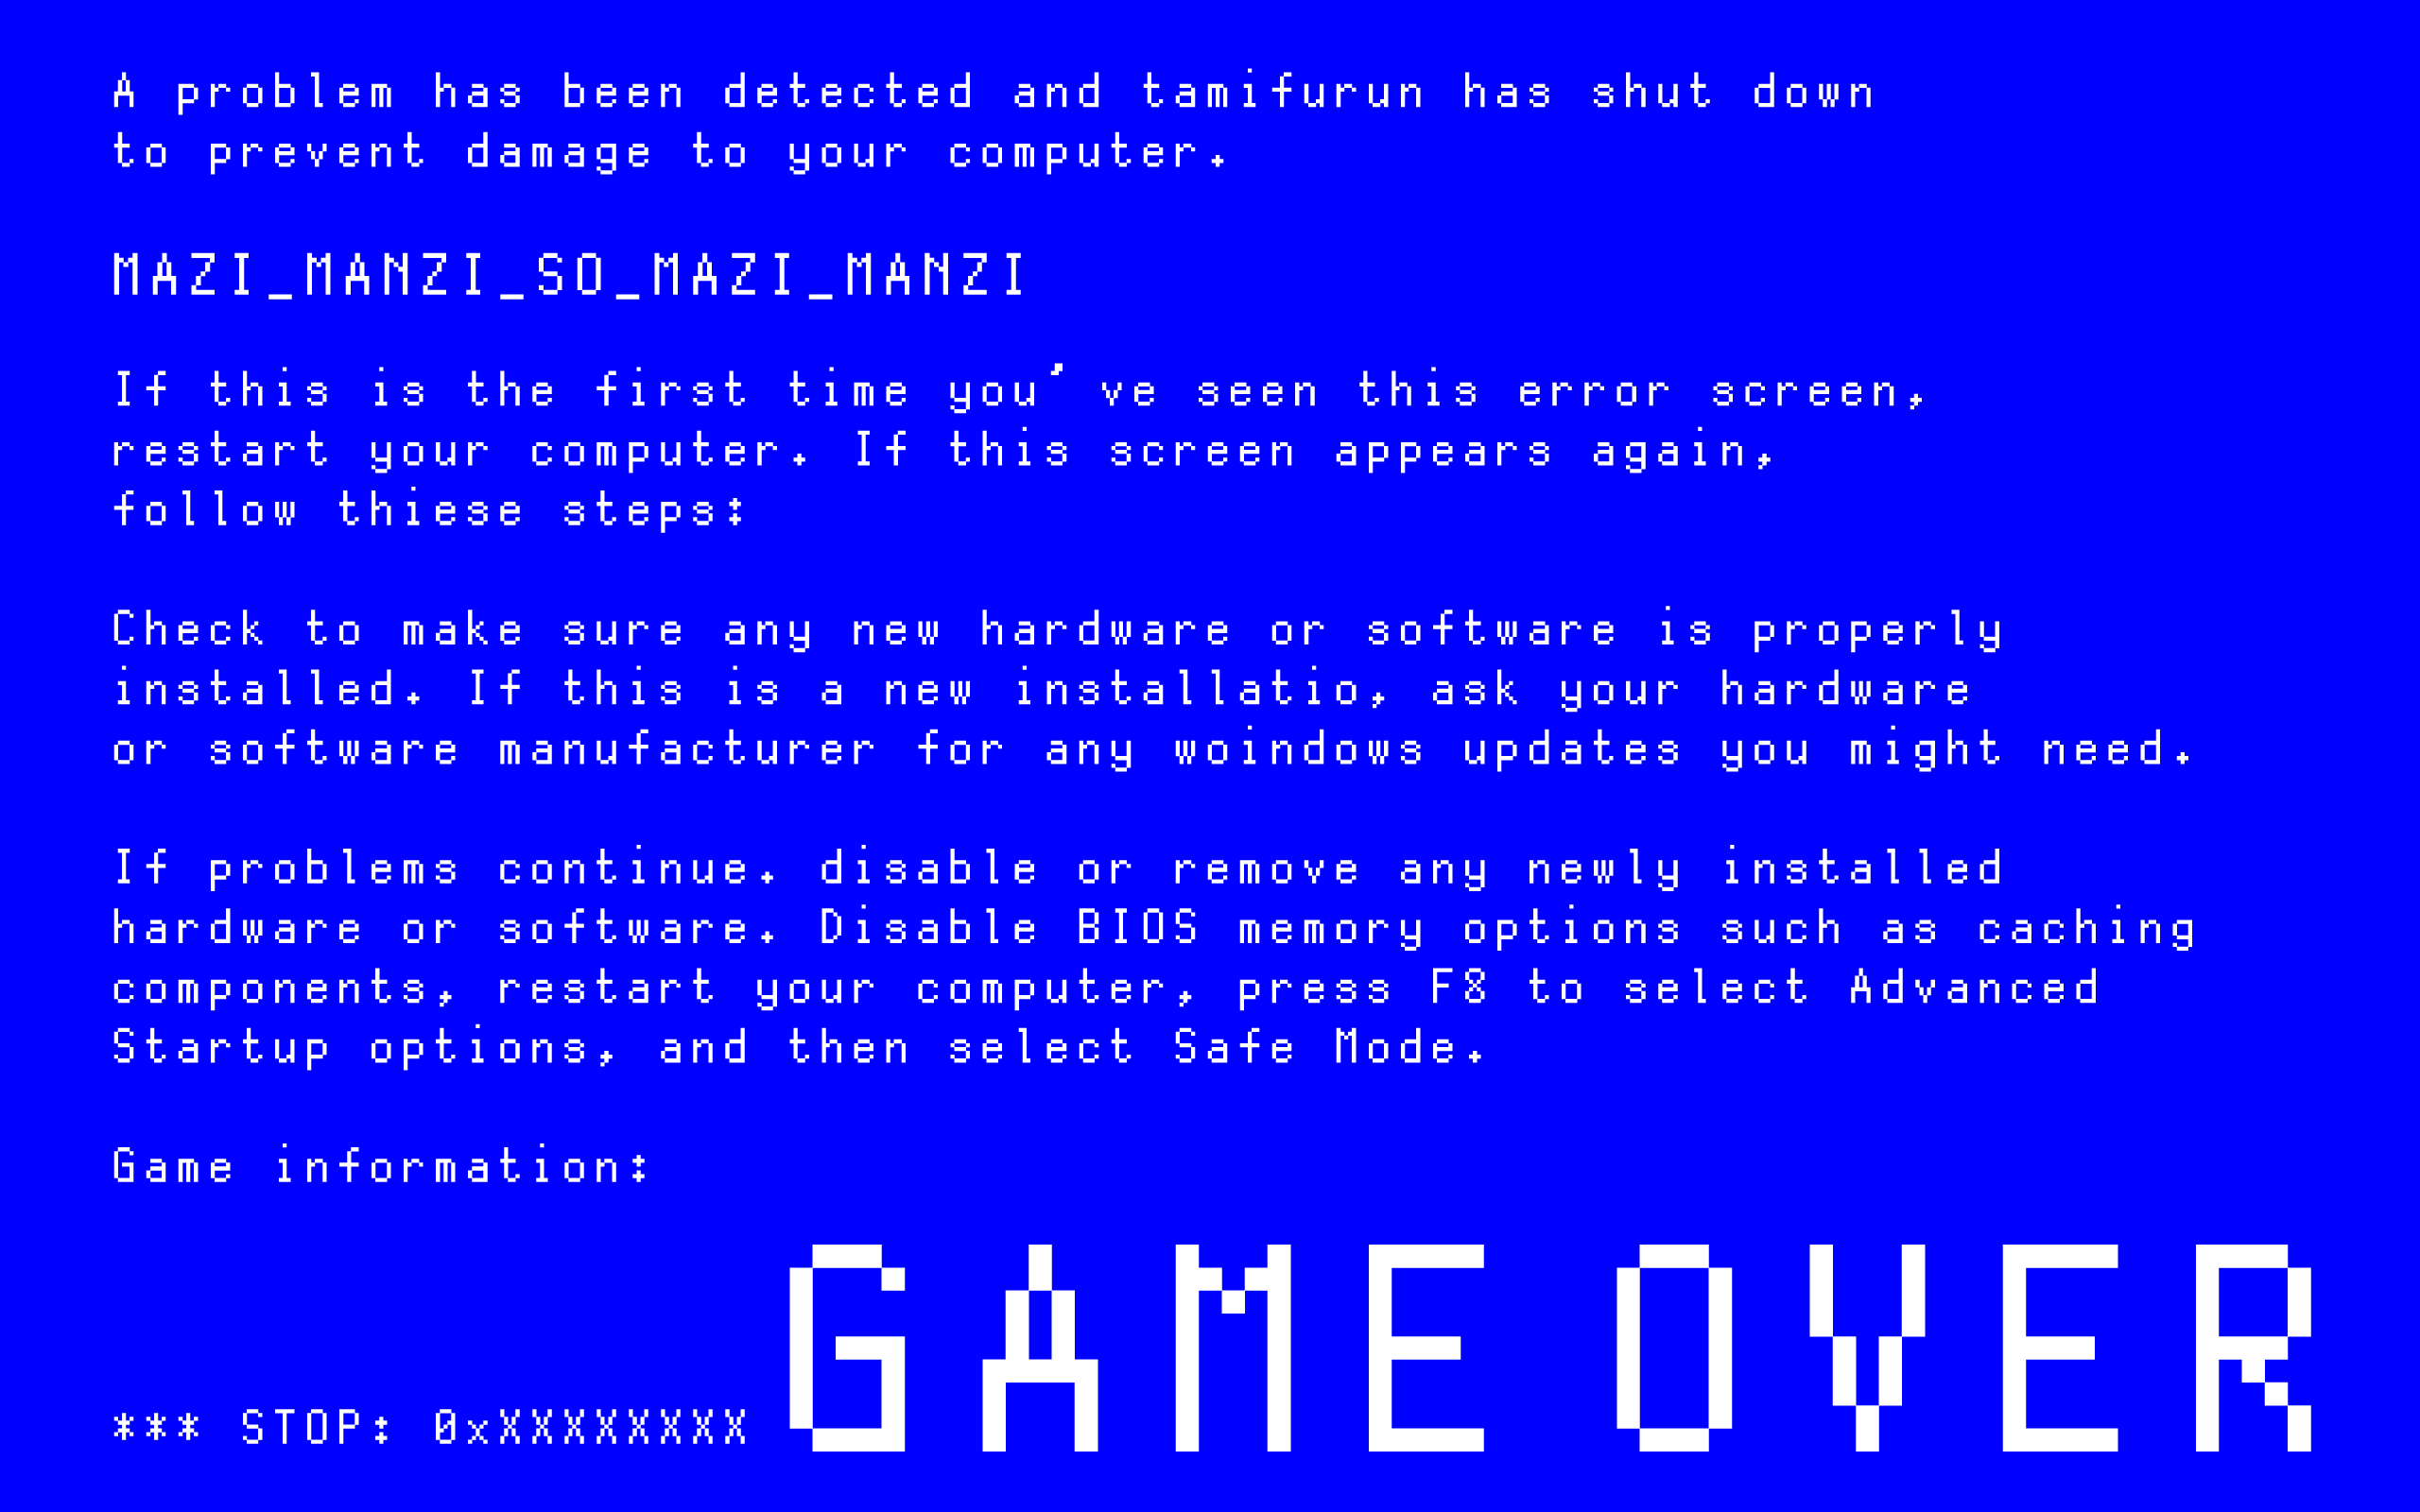 A problem has been detected and tamifurun has shut down
to prevent damage to your computer.
MAZI_MANZI_SO_MAZI_MANZI
If this is the first time you’ve seen this error screen,
restart your computer. If this screen appears again,
follow thiese steps:
Check to make sure any new hardware or software is properly
installed. If this is a new installatio, ask your hardware
or software manufacturer for any woindows updates you might need.
If problems continue. disable or remove any newly installed
hardware or software. Disable BIOS memory options such as caching
components, restart your computer, press F8 to select Advanced
Startup options, and then select Safe Mode.
Game information:
*** STOP: 0xXXXXXXXX GAME OVER